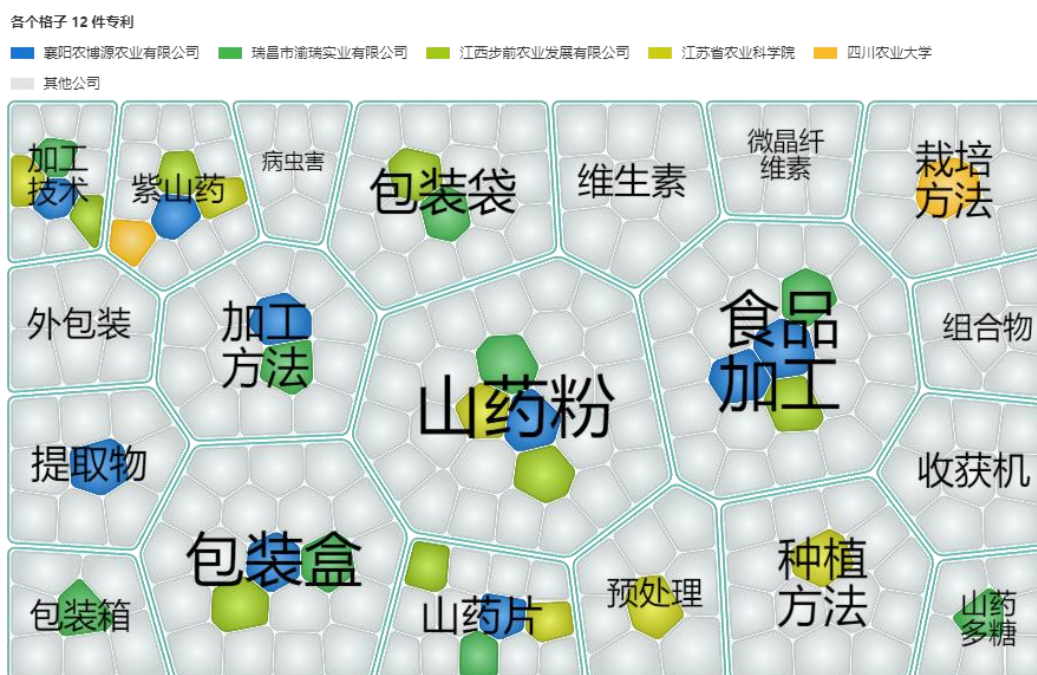 各个格子 12 件专利
襄阳农博源农业有限公司
瑞昌市渝瑞实业有限公司
江西步前农业发展有限公司
江苏省农业科学院
四川农业大学
其他公司
加工
技术
紫山药
病虫害
包装袋
维生素
微晶纤
维素
栽培
方法
外包装
加工
方法
山药粉
食品
加工
组合物
提取物
收获机
包装盒
包装箱
山药片
预处理
种植
方法
山药
多糖